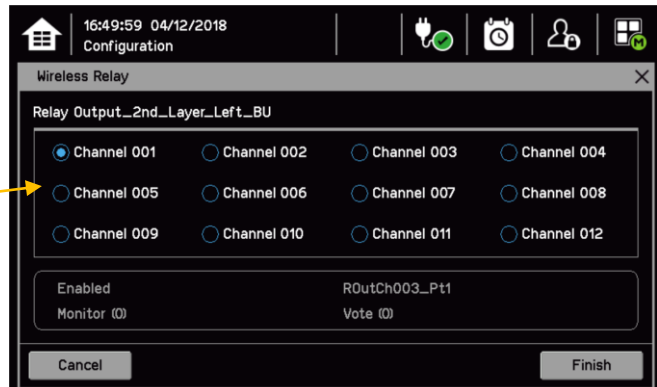 16:49:59 04/12/2018
Configuration
M
Wireless Relay
Relay Output_2nd_Layer_Left_BU
Channel 001 Channel 002 Channel 003 Channel 004
Channel 005 Channel 006 Channel 007 Channel 008
Channel 009 Channel 010 Channel 011 Channel 012
Enabled ROutCh003_Pt1
Monitor (0) Vote (0)
Cancel Finish